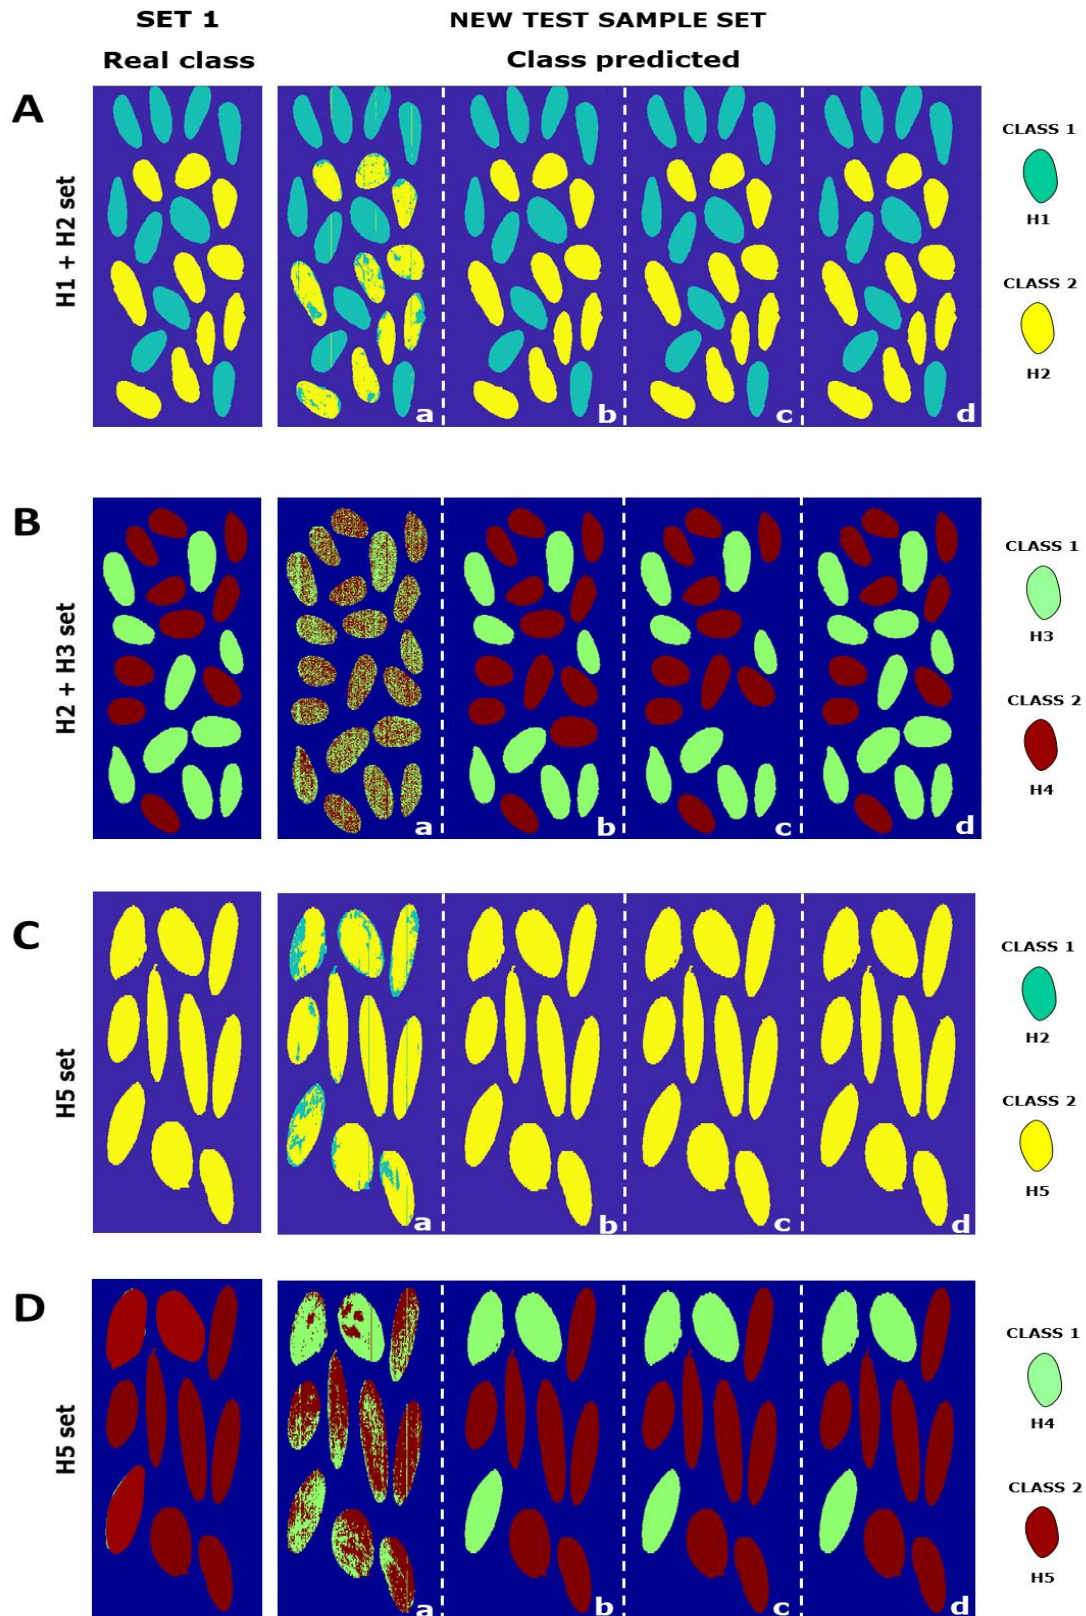 SET 1
NEW TEST SAMPLE SET
Real class
Class predicted
A
H1 + H2 set
a
b
c
d
CLASS 1
H1
CLASS 2
H2
B
H2 + H3 set
a
b
c
d
CLASS 1
H3
CLASS 2
H4
C
H5 set
a
b
c
d
CLASS 1
H2
CLASS 2
H5
D
H5 set
a
b
c
d
CLASS 1
H4
CLASS 2
H5